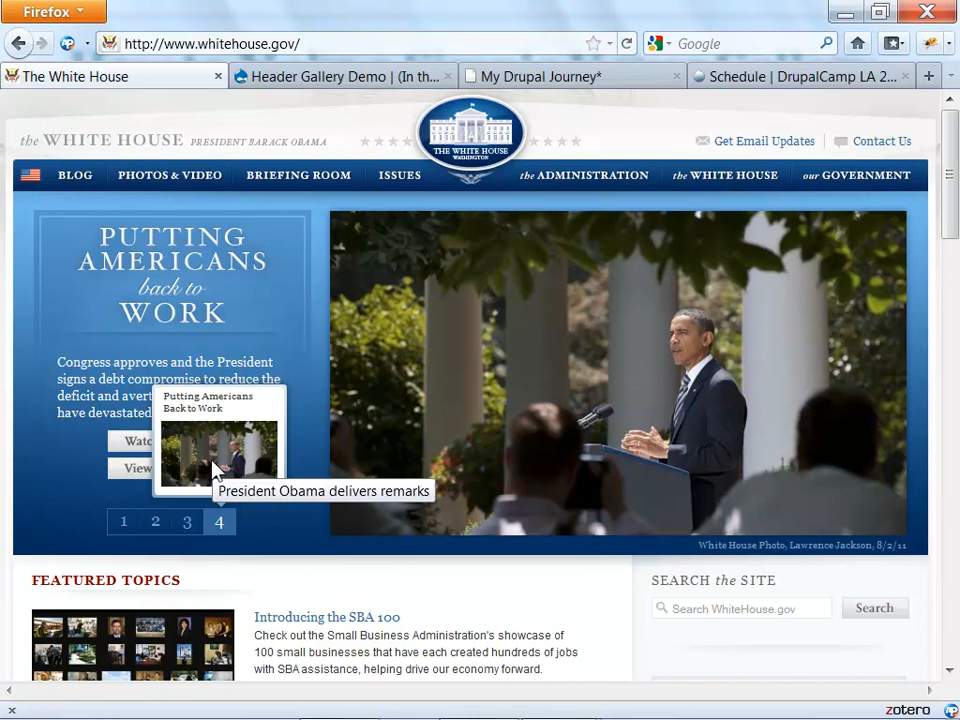 Firefox
http://www.whitehouse.gov/
Google
The White House
Header Gallery Demo | (In th...
My Drupal Journey*
Schedule | DrupalCamp LA 2...
the WHITE HOUSE PRESIDENT BARACK OBAMA
THE WHITE HOUSE
WASHINGTON
Get Email Updates
Contact Us
BLOG
PHOTOS & VIDEO
BRIEFING ROOM
ISSUES
the ADMINISTRATION
the WHITE HOUSE
our GOVERNMENT
PUTTING
AMERICANS
back to
WORK
Congress approves and the President
signs a debt compromise to reduce the
deficit and avert
have devastated
Putting Americans
Back to Work
Watc
View
President Obama delivers remarks
1 2 3 4
White House Photo, Lawrence Jackson, 8/2/11
FEATURED TOPICS
Introducing the SBA 100
Check out the Small Business Administration's showcase of
100 small businesses that have each created hundreds of jobs
with SBA assistance, helping drive our economy forward.
SEARCH the SITE
Search WhiteHouse.gov
Search
zotero